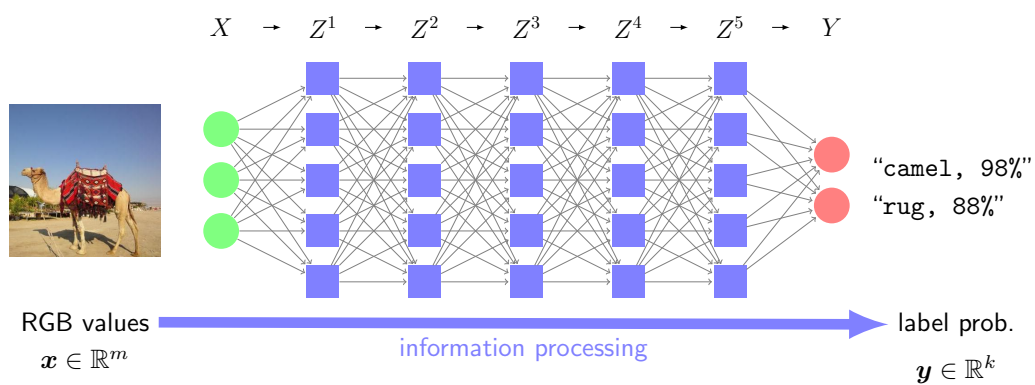 X → Z¹ → Z² → Z³ → Z⁴ → Z⁵ → Y
“camel, 98%”
“rug, 88%”
RGB values
label prob.
information processing
x ∈ ℝᵐ
y ∈ ℝᵏ